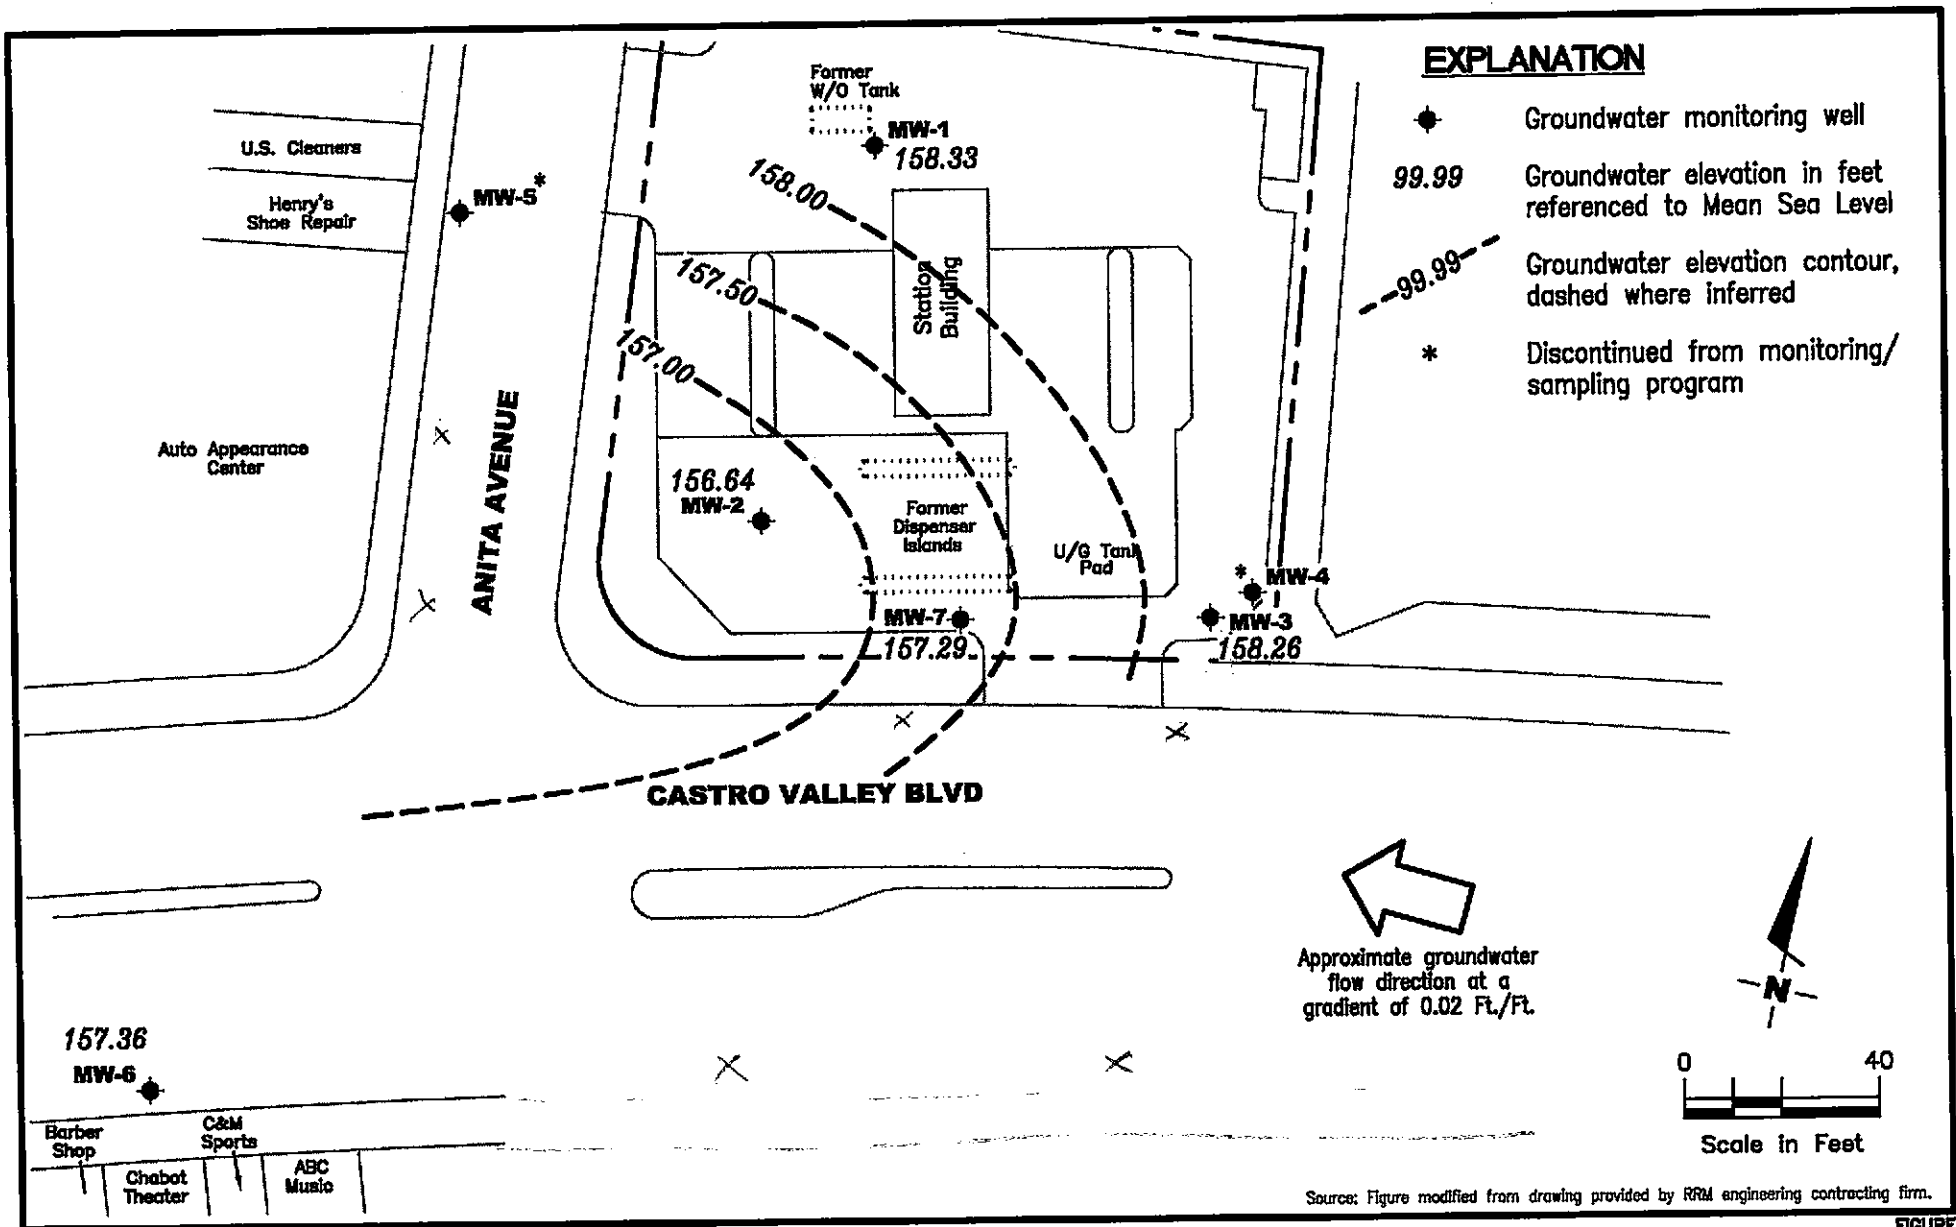 EXPLANATION
Groundwater monitoring well
99.99
Groundwater elevation in feet
referenced to Mean Sea Level
99.99
Groundwater elevation contour,
dashed where inferred
*
Discontinued from monitoring/
sampling program
Former
W/O Tank
MW-1
158.33
U.S. Cleaners
Henry's
Shoe Repair
MW-5*
158.00
157.50
157.00
Station
Building
Auto Appearance
Center
ANITA AVENUE
156.64
MW-2
Former
Dispenser
Islands
U/G Tank
Pad
* MW-4
MW-3
158.26
MW-7
157.29
CASTRO VALLEY BLVD
Approximate groundwater
flow direction at a
gradient of 0.02 Ft./Ft.
N
157.36
MW-6
Barber
Shop
C&M
Sports
Chabot
Theater
ABC
Music
0 40
Scale in Feet
Source: Figure modified from drawing provided by RRM engineering contracting firm.
FIGURE